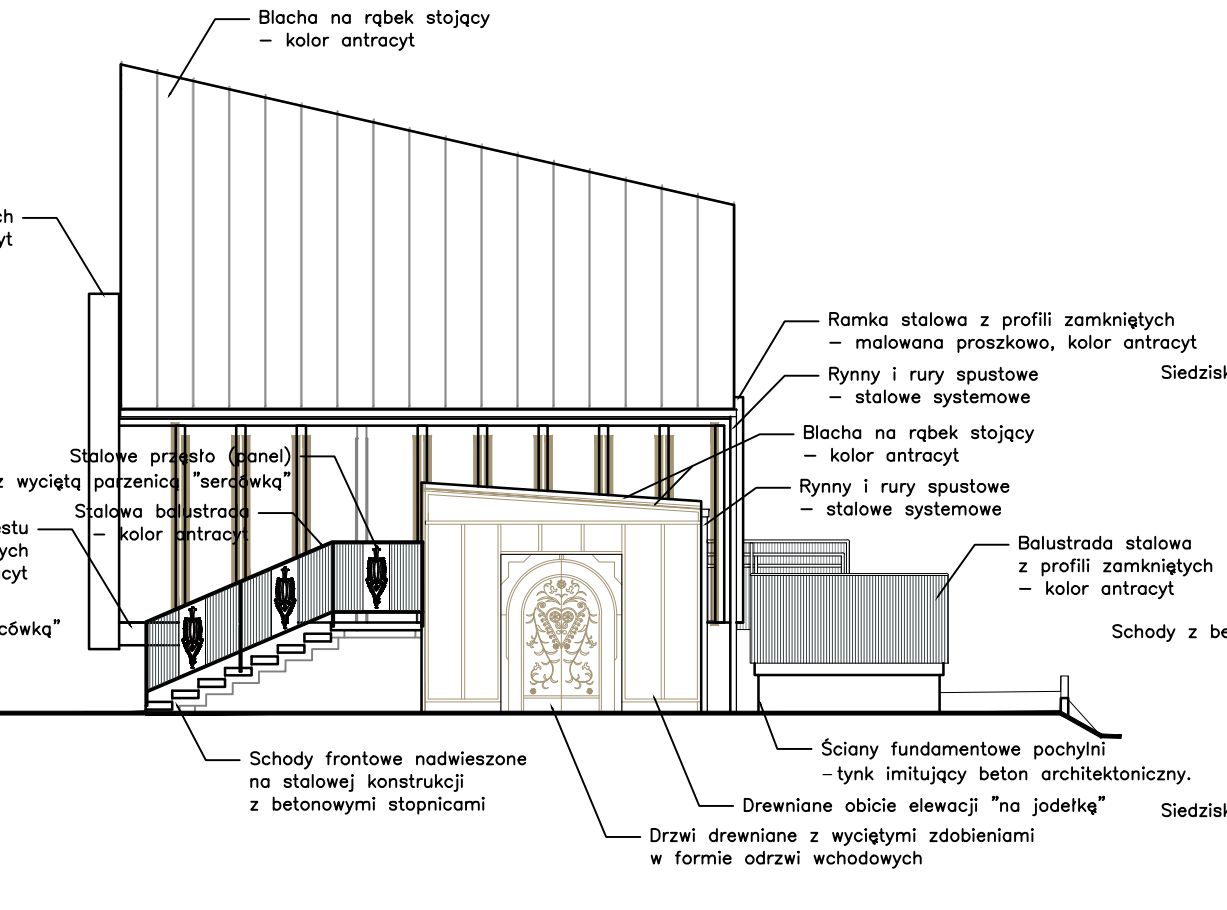 Blacha na rąbek stojący
– kolor antracyt
Ramka stalowa z profili zamkniętych
– malowana proszkowo, kolor antracyt
Rynny i rury spustowe
– stalowe systemowe
Blacha na rąbek stojący
– kolor antracyt
Rynny i rury spustowe
– stalowe systemowe
Stalowe przęsło (panel)
z wyciętą parzenicą "sercówką"
Stalowa balustrada
– kolor antracyt
Balustrada stalowa
z profili zamkniętych
– kolor antracyt
Schody z
Schody frontowe nadwieszone
na stalowej konstrukcji
z betonowymi stopnicami
Ściany fundamentowe pochylni
–tynk imitujący beton architektoniczny.
Drewniane obicie elewacji "na jodełkę"
Drzwi drewniane z wyciętymi zdobieniami
w formie odrzwi wchodowych